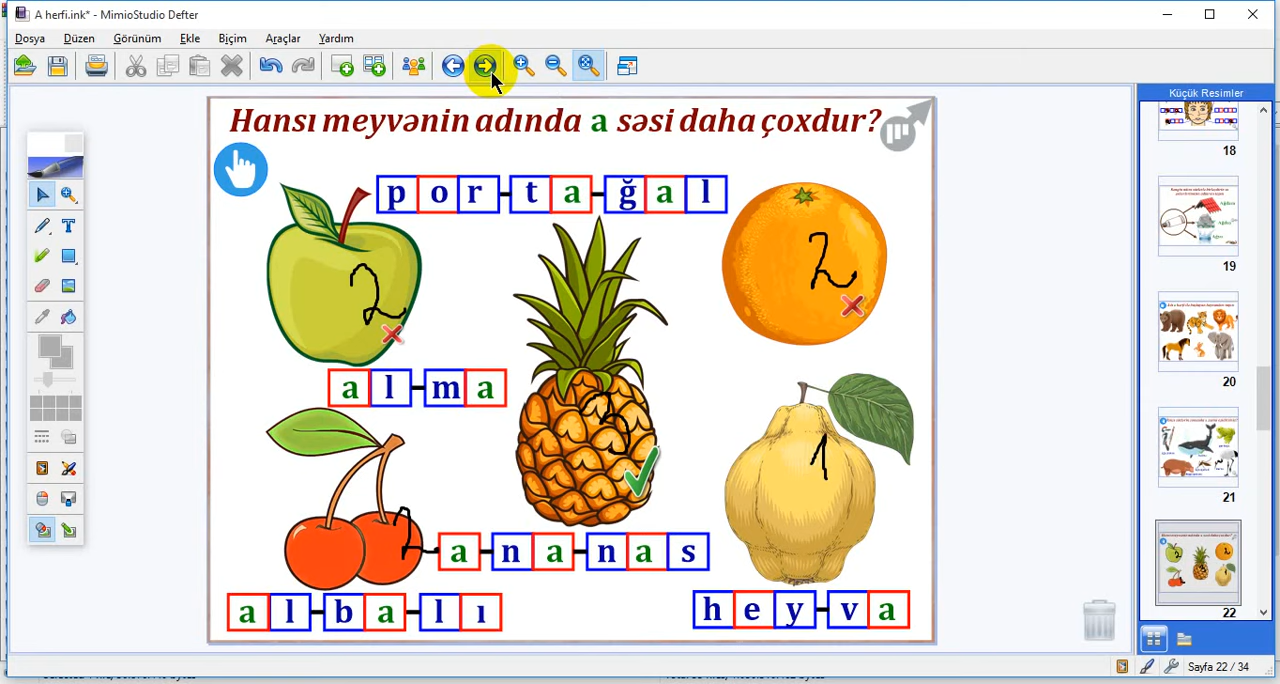 A herfi.ink* - MimioStudio Defter
Dosya Düzen Görünüm Ekle Biçim Araçlar Yardım
Küçük Resimler
Hansı meyvənin adında a səsi daha çoxdur?
p o r - t a - ğ a l
2
2
a l - m a
3
1
2
a - n a - n a s
a l - b a - l ı
h e y - v a
18
19
20
21
22
Sayfa 22 / 34